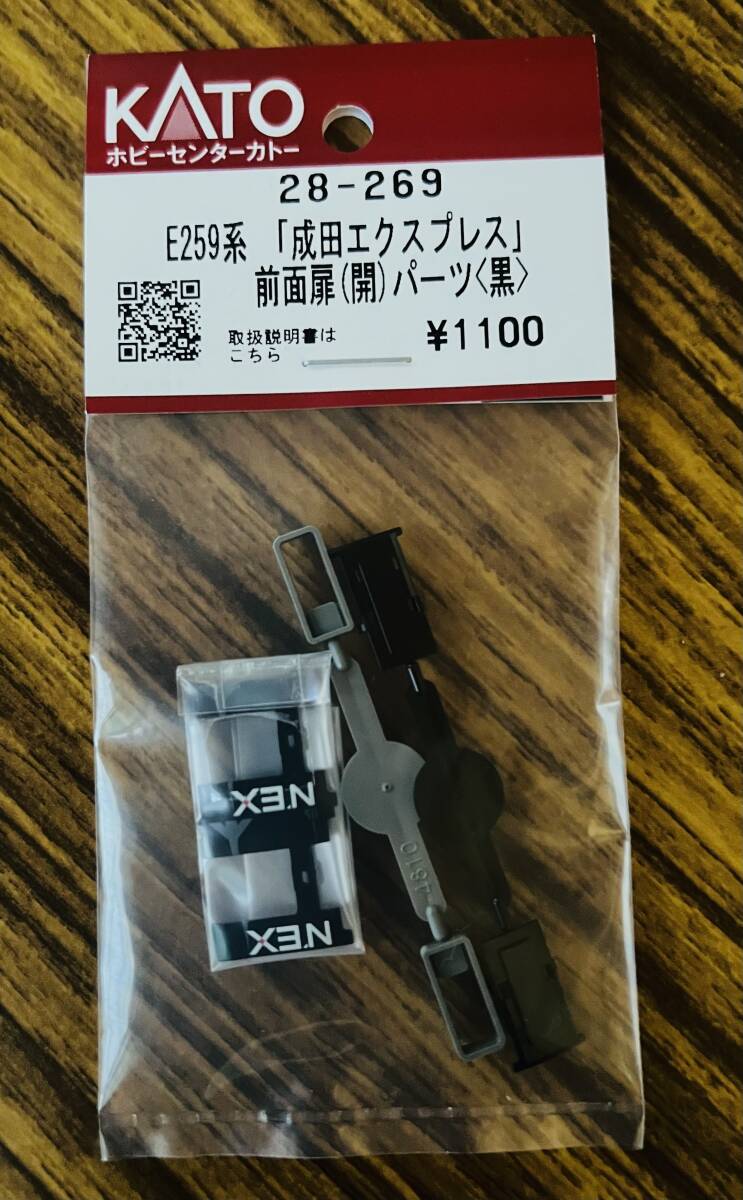 KATO
ホビーセンターカトー
28-269
E259系 「成田エクスプレス」
前面扉(開)パーツ〈黒〉
取扱説明書は
こちら
¥1100
N'EX
N'EX